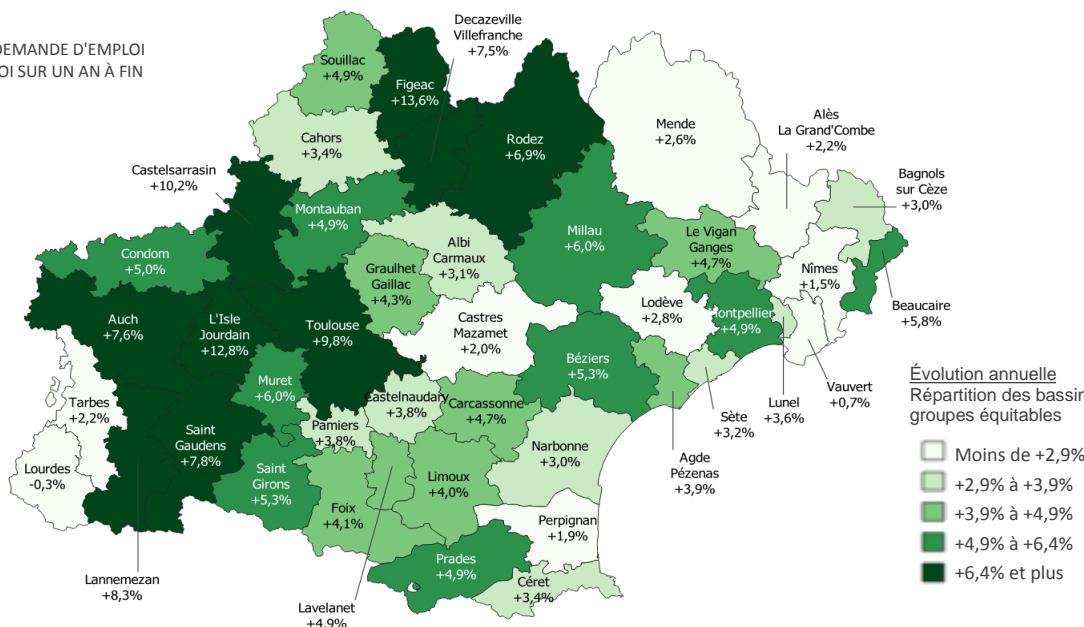 DEMANDE D'EMPLOI
OI SUR UN AN À FIN
Decazeville
Villefranche
+7,5%
Souillac
+4,9%
Figeac
+13,6%
Rodez
+6,9%
Mende
+2,6%
Alès
La Grand'Combe
+2,2%
Cahors
+3,4%
Castelsarrasin
+10,2%
Bagnols
sur Cèze
+3,0%
Montauban
+4,9%
Millau
+6,0%
Le Vigan
Ganges
+4,7%
Condom
+5,0%
Albi
Carmaux
+3,1%
Graulhet
Gaillac
+4,3%
Nîmes
+1,5%
Beaucaire
+5,8%
Auch
+7,6%
L'Isle
Jourdain
+12,8%
Toulouse
+9,8%
Castres
Mazamet
+2,0%
Lodève
+2,8%
Montpellier
+4,9%
Béziers
+5,3%
Muret
+6,0%
Castelnaudary
+3,8%
Carcassonne
+4,7%
Vauvert
+0,7%
Lunel
+3,6%
Sète
+3,2%
Agde
Pézenas
+3,9%
Tarbes
+2,2%
Pamiers
+3,8%
Saint
Gaudens
+7,8%
Narbonne
+3,0%
Lourdes
-0,3%
Saint
Girons
+5,3%
Limoux
+4,0%
Foix
+4,1%
Perpignan
+1,9%
Prades
+4,9%
Céret
+3,4%
Lannemezan
+8,3%
Lavelanet
+4,9%
Évolution annuelle
Répartition des bassin
groupes équitables
Moins de +2,9%
+2,9% à +3,9%
+3,9% à +4,9%
+4,9% à +6,4%
+6,4% et plus